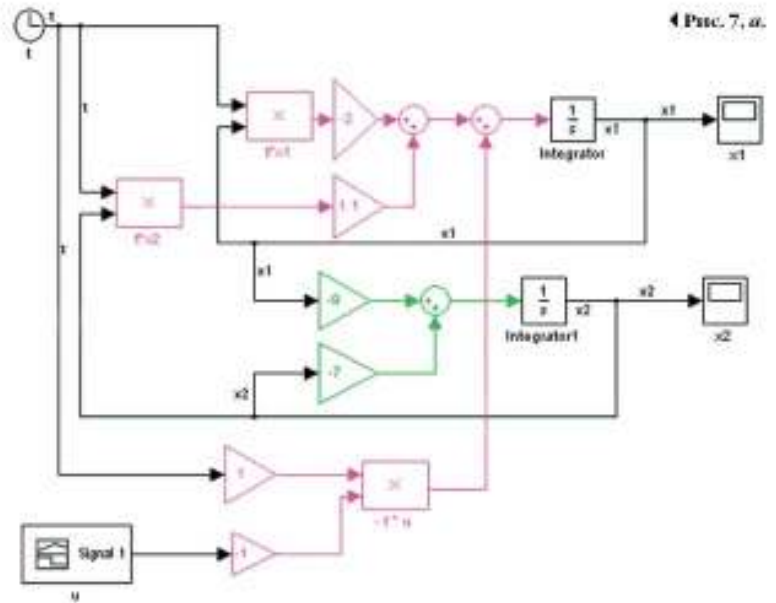 t
◄ Рис. 7, а.
t
t
t*x1
-2
1
s
x1
Integrator
x1
x1
t*x2
1.1
x1
t
x1
-9
1
s
x2
Integrator1
x2
x2
-7
x2
1
- t * u
Signal 1
-1
u